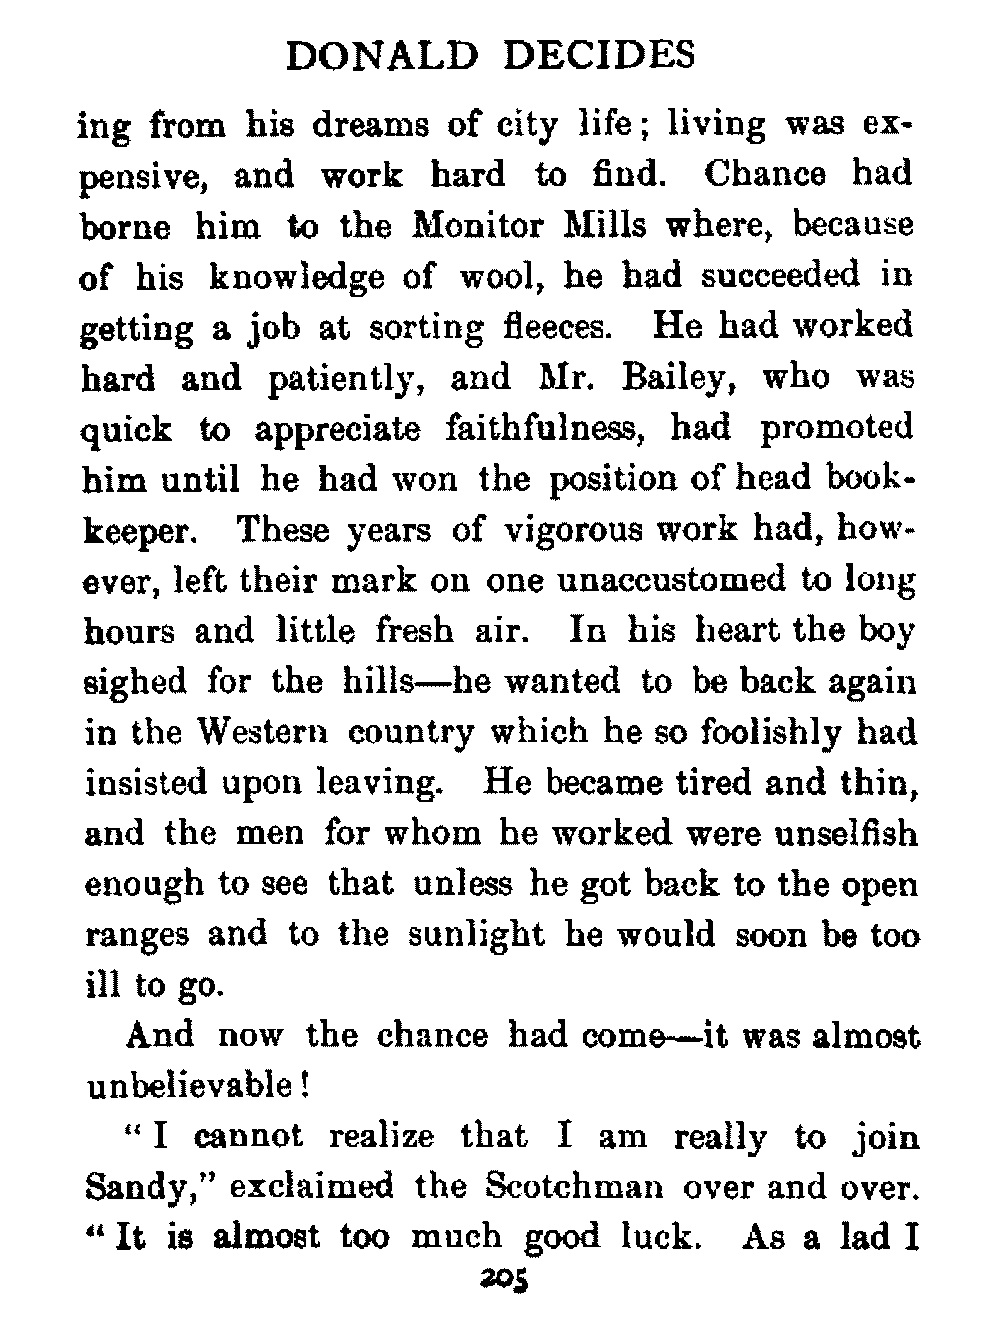 DONALD DECIDES
ing from his dreams of city life; living was ex-
pensive, and work hard to find. Chance had
borne him to the Monitor Mills where, because
of his knowledge of wool, he had succeeded in
getting a job at sorting fleeces. He had worked
hard and patiently, and Mr. Bailey, who was
quick to appreciate faithfulness, had promoted
him until he had won the position of head book-
keeper. These years of vigorous work had, how-
ever, left their mark on one unaccustomed to long
hours and little fresh air. In his heart the boy
sighed for the hills—he wanted to be back again
in the Western country which he so foolishly had
insisted upon leaving. He became tired and thin,
and the men for whom he worked were unselfish
enough to see that unless he got back to the open
ranges and to the sunlight he would soon be too
ill to go.
And now the chance had come—it was almost
unbelievable!
"I cannot realize that I am really to join
Sandy," exclaimed the Scotchman over and over.
"It is almost too much good luck. As a lad I
205